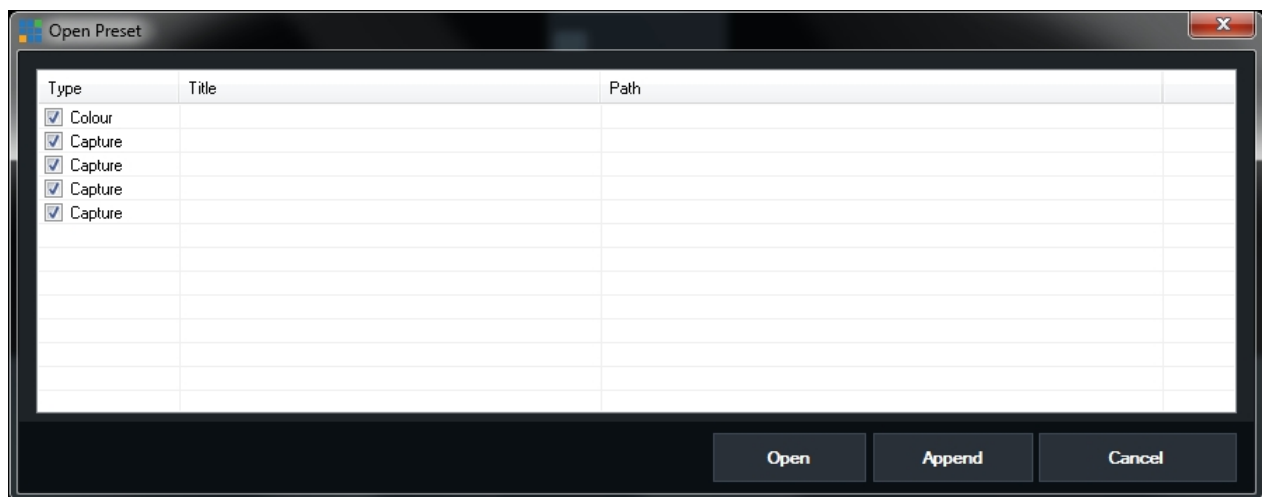 Open Preset
Type Title Path
Colour
Capture
Capture
Capture
Capture
Open Append Cancel